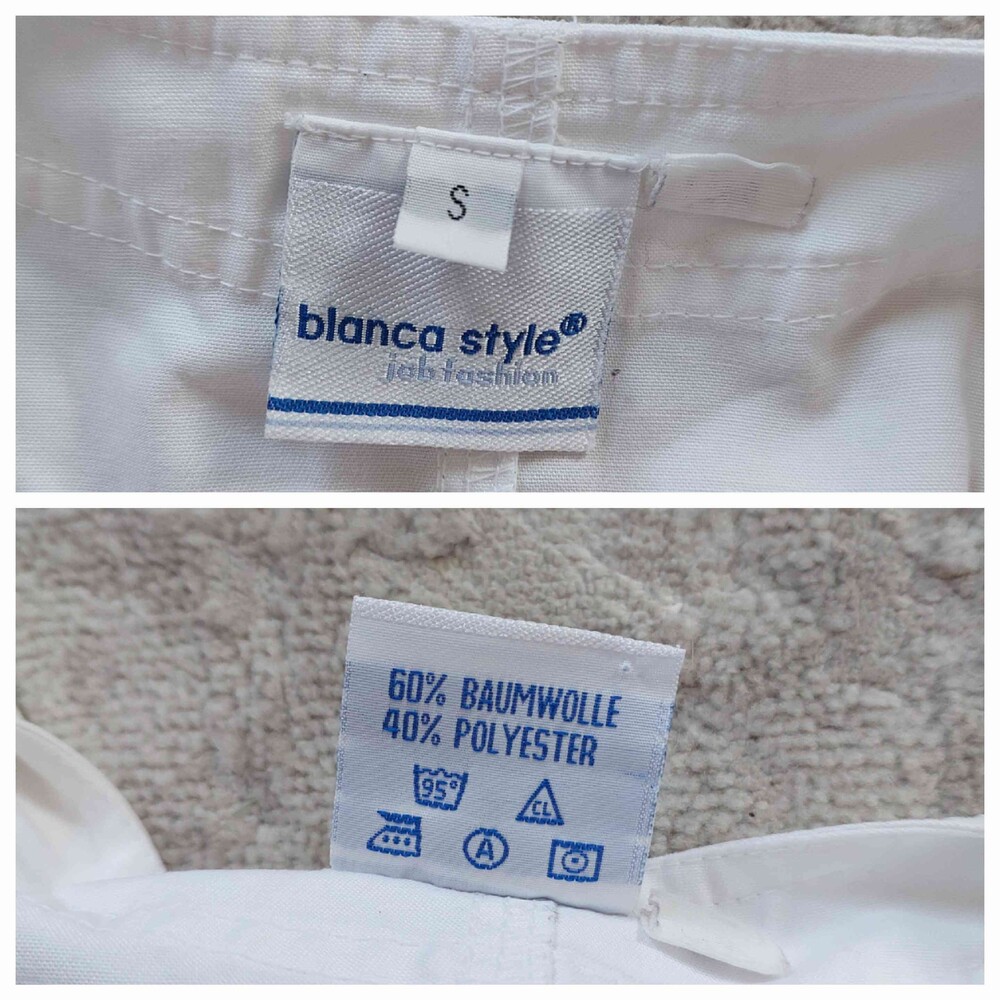 S
blanca style®
job fashion
60% BAUMWOLLE
40% POLYESTER
95° CL
A